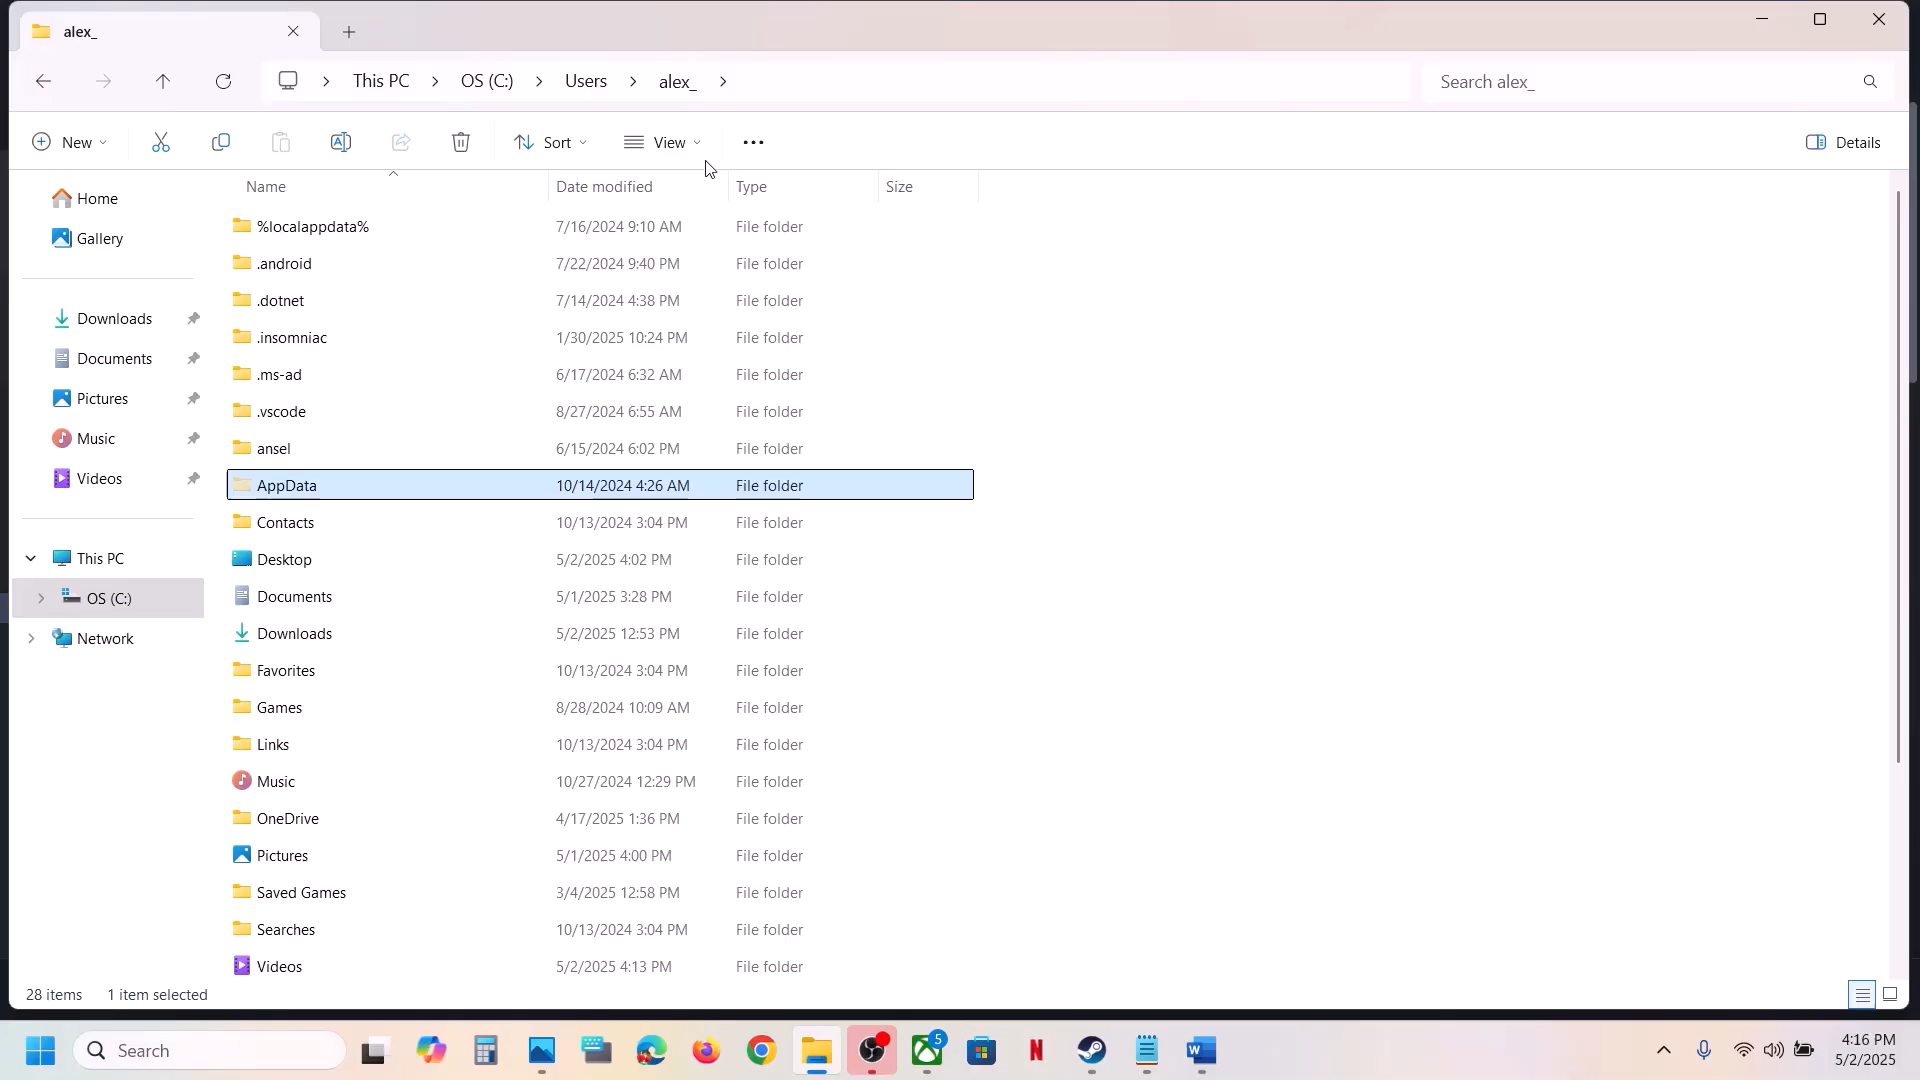 alex_
This PC
OS (C:)
Users
alex_
Search alex_
New
Sort
View
Details
Name
Date modified
Type
Size
Home
Gallery
Downloads
Documents
Pictures
Music
Videos
This PC
OS (C:)
Network
%localappdata% 7/16/2024 9:10 AM File folder
.android 7/22/2024 9:40 PM File folder
.dotnet 7/14/2024 4:38 PM File folder
.insomniac 1/30/2025 10:24 PM File folder
.ms-ad 6/17/2024 6:32 AM File folder
.vscode 8/27/2024 6:55 AM File folder
ansel 6/15/2024 6:02 PM File folder
AppData 10/14/2024 4:26 AM File folder
Contacts 10/13/2024 3:04 PM File folder
Desktop 5/2/2025 4:02 PM File folder
Documents 5/1/2025 3:28 PM File folder
Downloads 5/2/2025 12:53 PM File folder
Favorites 10/13/2024 3:04 PM File folder
Games 8/28/2024 10:09 AM File folder
Links 10/13/2024 3:04 PM File folder
Music 10/27/2024 12:29 PM File folder
OneDrive 4/17/2025 1:36 PM File folder
Pictures 5/1/2025 4:00 PM File folder
Saved Games 3/4/2025 12:58 PM File folder
Searches 10/13/2024 3:04 PM File folder
Videos 5/2/2025 4:13 PM File folder
28 items 1 item selected
Search
5
N
W
4:16 PM
5/2/2025